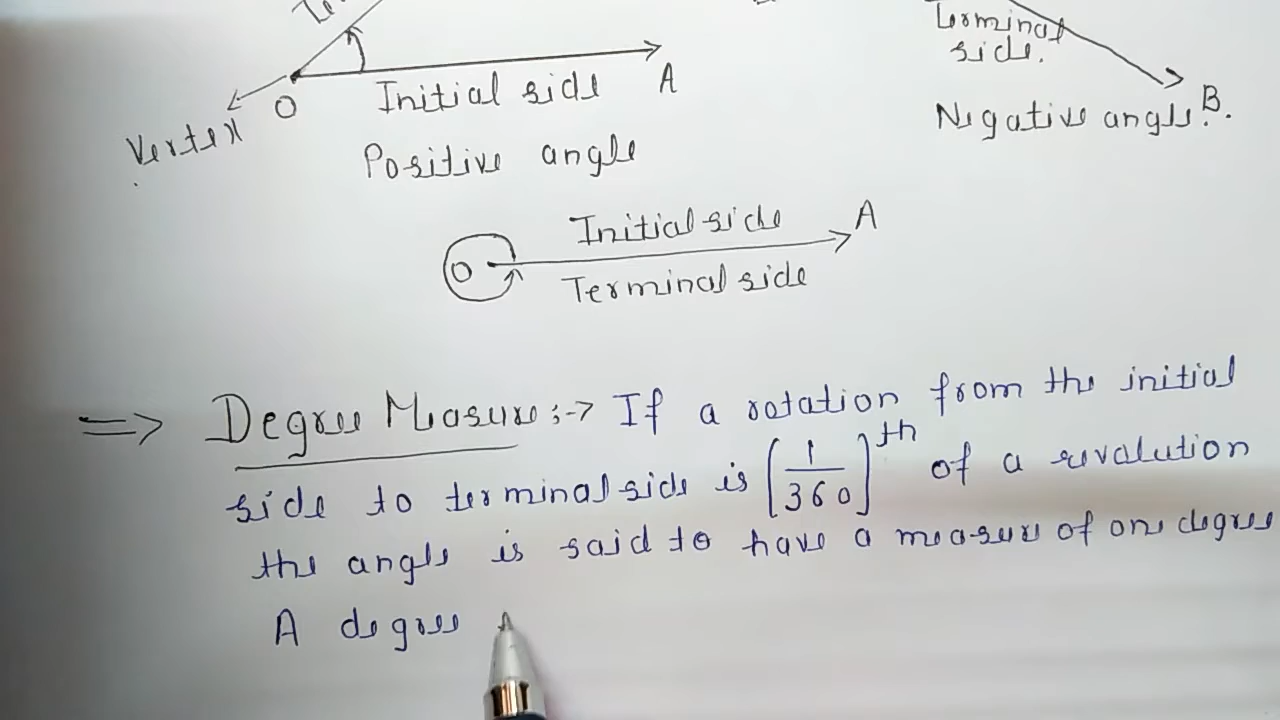 Terminal
side.
A
O
Initial side
B.
Vertex
Negative angle.
Positive angle
Initial side A
O
Terminal side
=> Degree Measure :-> If a rotation from the initial
side to terminal side is [1/360]th of a revalution
the angle is said to have a measure of one degree
A degree